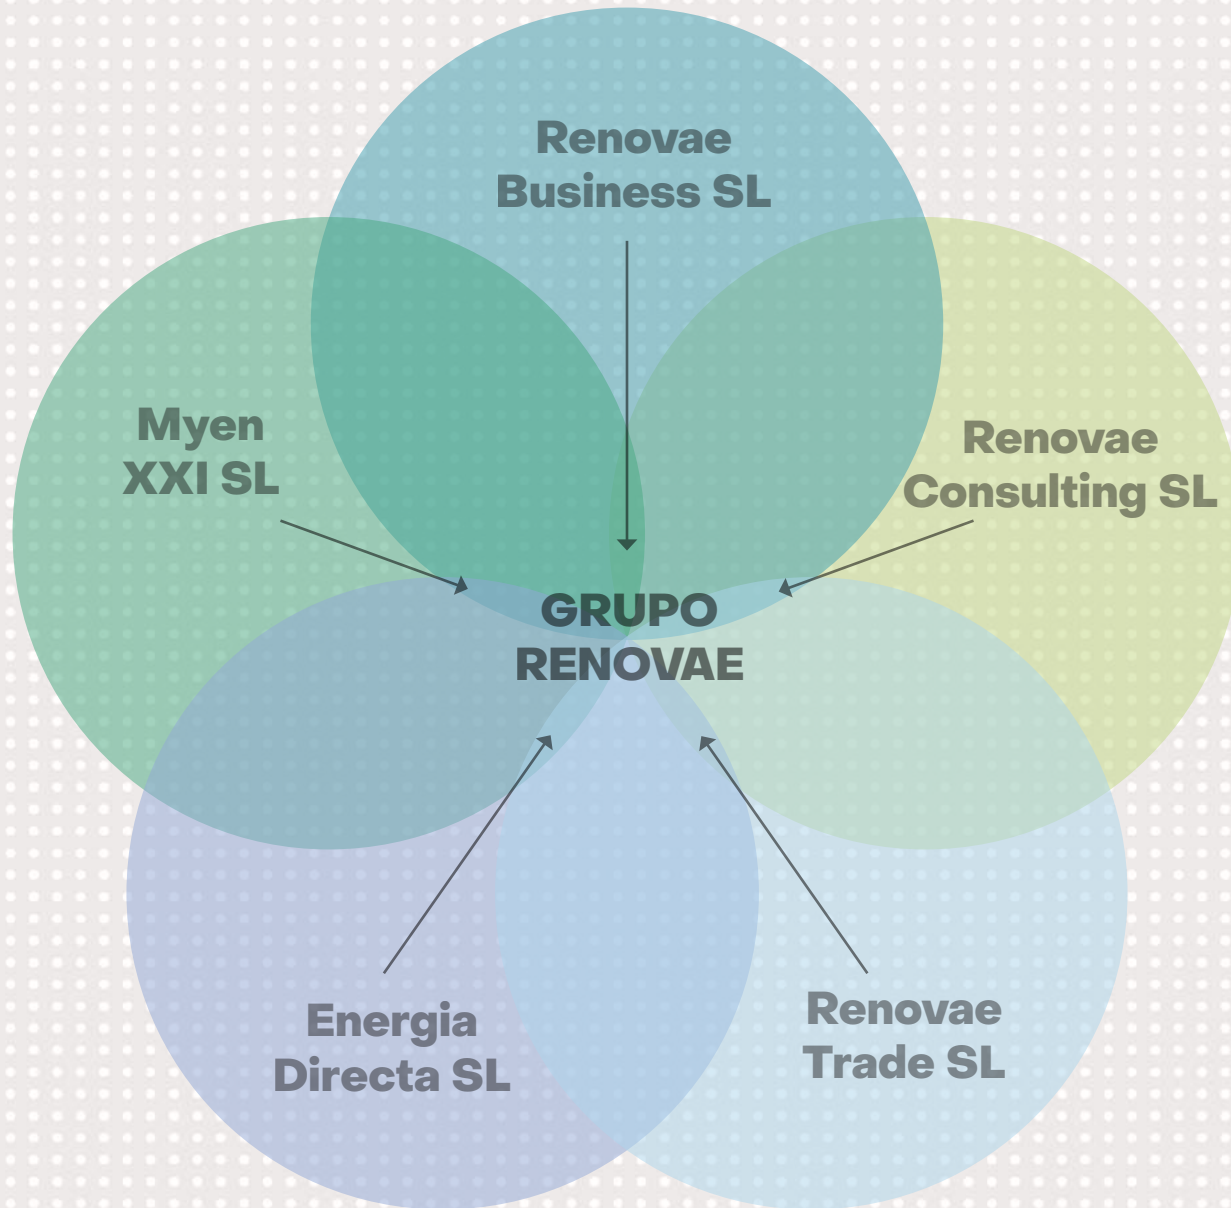 Renovae
Business SL
Myen
XXI SL
Renovae
Consulting SL
GRUPO
RENOVAE
Energia
Directa SL
Renovae
Trade SL